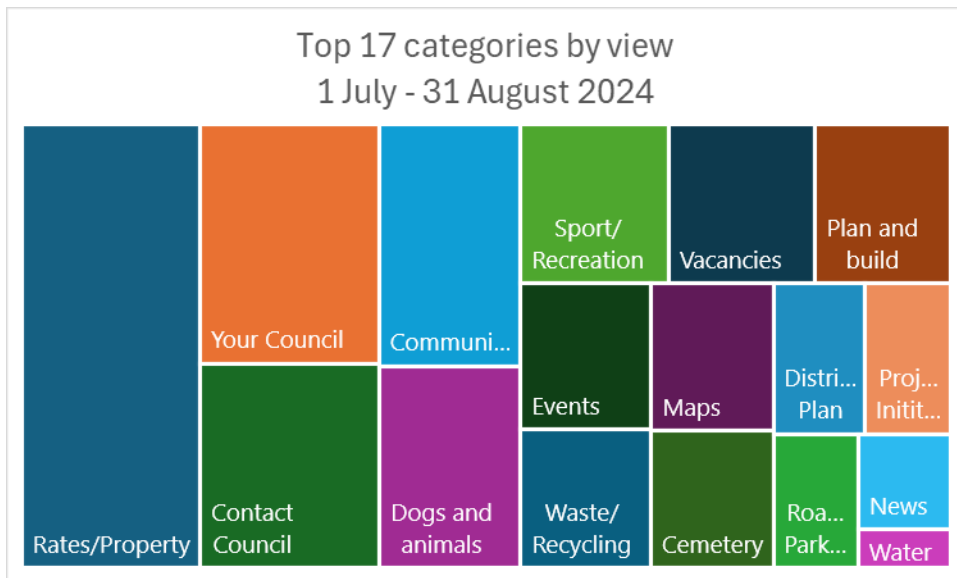 Top 17 categories by view
1 July - 31 August 2024
Rates/Property
Your Council
Contact
Council
Communi...
Dogs and
animals
Sport/
Recreation
Vacancies
Plan and
build
Events
Maps
Distri...
Plan
Proj...
Initit...
Waste/
Recycling
Cemetery
Roa...
Park...
News
Water